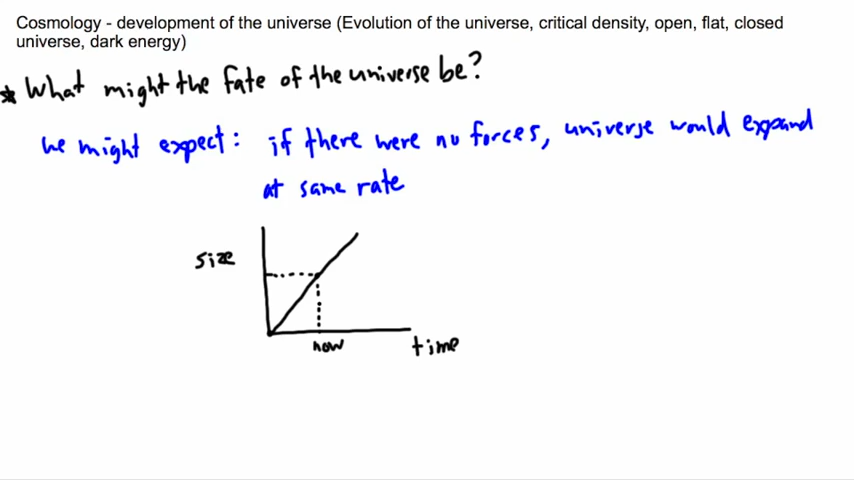 Cosmology - development of the universe (Evolution of the universe, critical density, open, flat, closed
universe, dark energy)
* What might the fate of the universe be?
We might expect: if there were no forces, universe would expand
at same rate
size
now
time